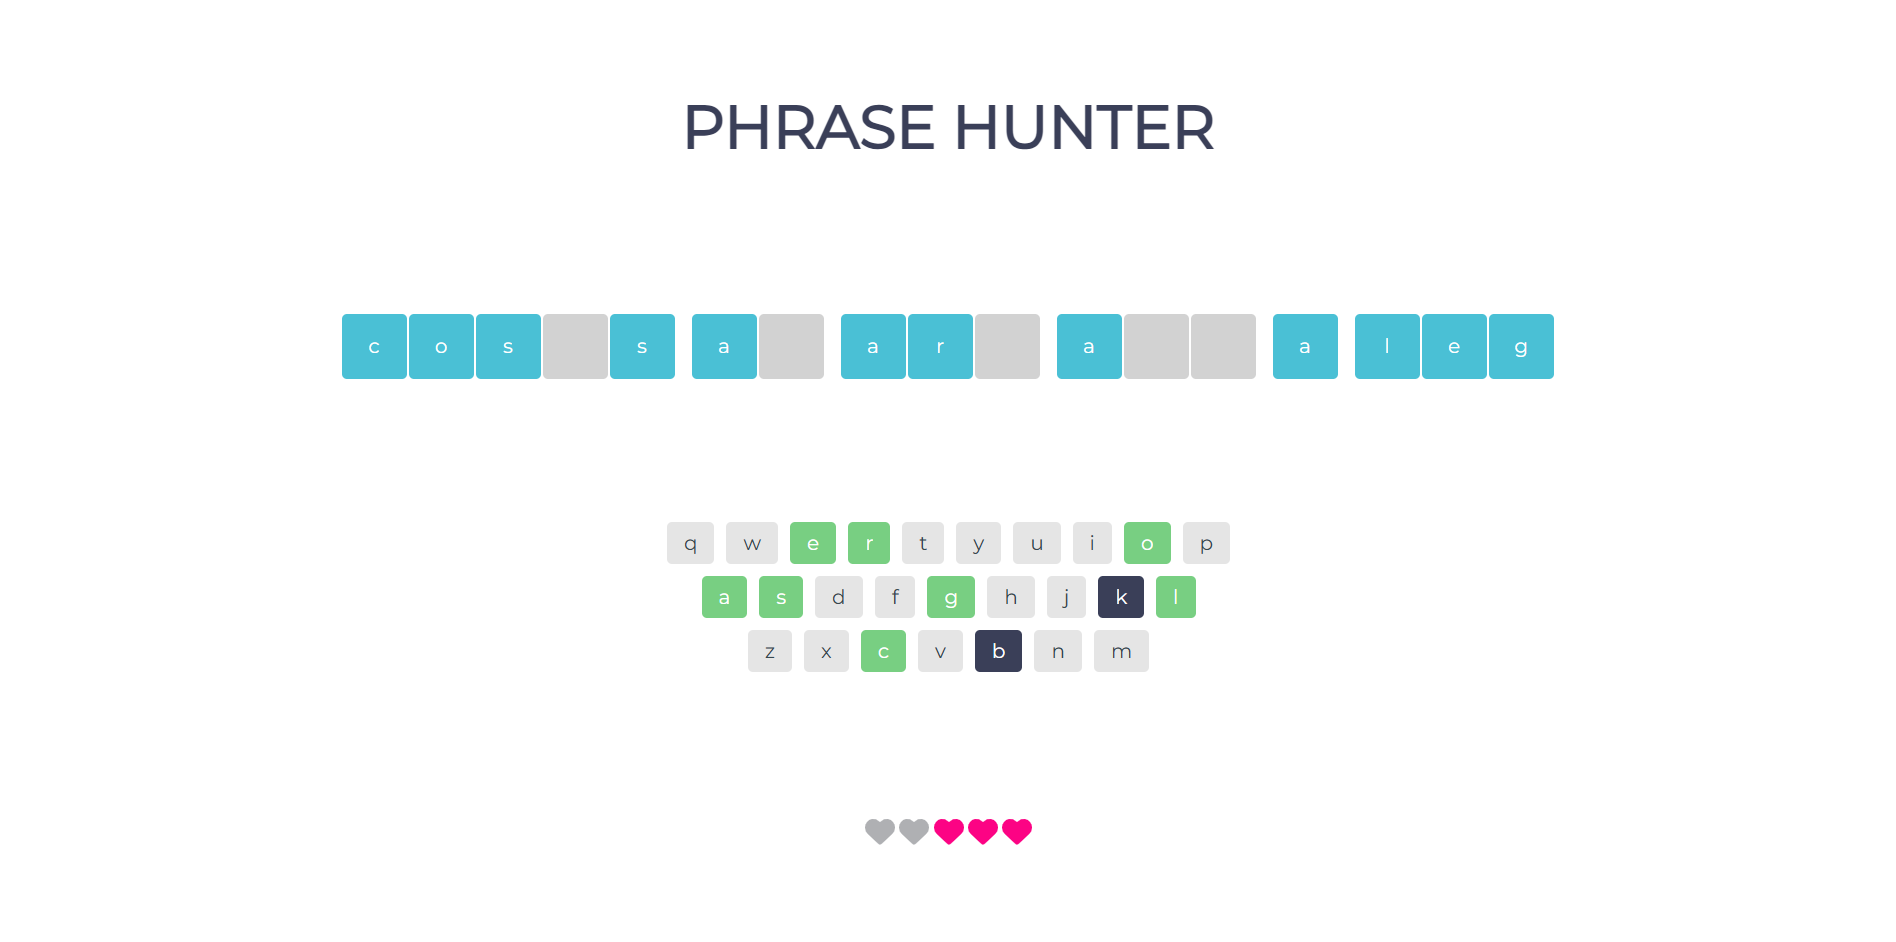 PHRASE HUNTER
c o s s a a r a a l e g
q w e r t y u i o p
a s d f g h j k l
z x c v b n m